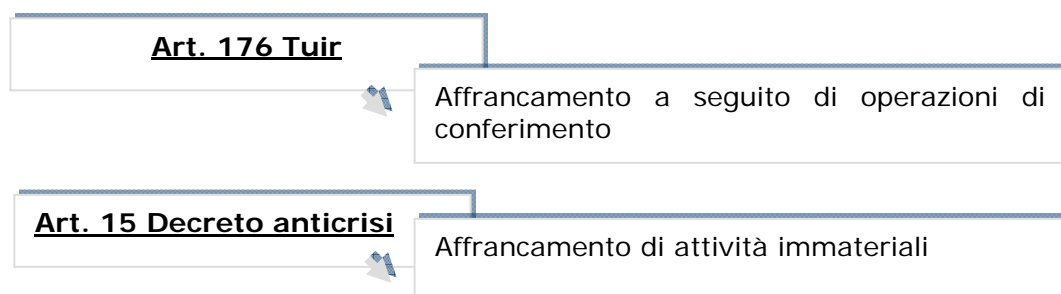 Art. 176 Tuir
Affrancamento a seguito di operazioni di
conferimento
Art. 15 Decreto anticrisi
Affrancamento di attività immateriali